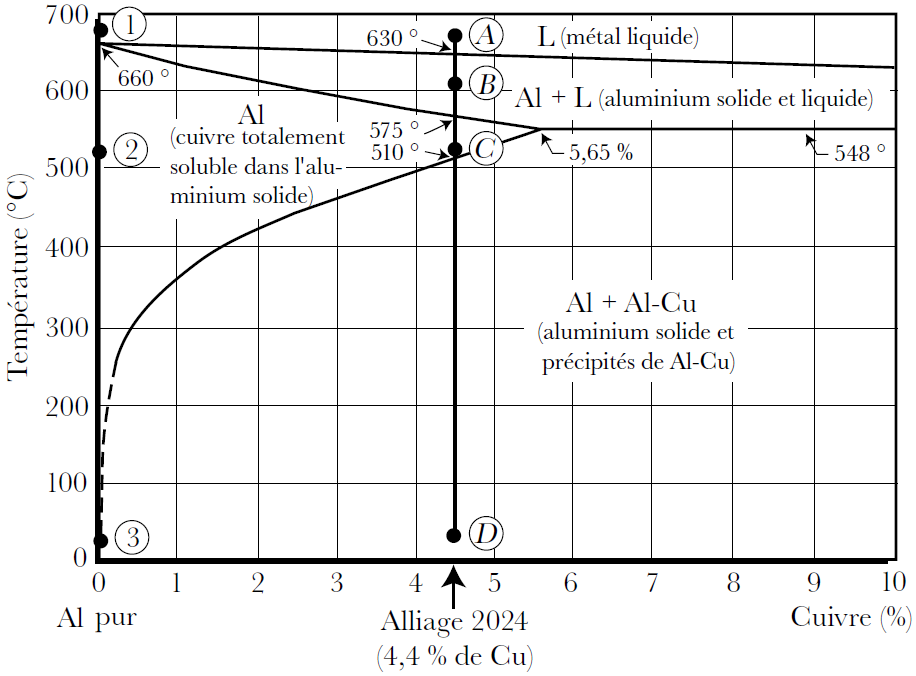 700
1
A
630 °
L (métal liquide)
660 °
600
B
Al + L (aluminium solide et liquide)
Al
(cuivre totalement
soluble dans l'alu-
minium solide)
575 °
510 °
C
5,65 %
548 °
2
500
400
Température (°C)
Al + Al-Cu
(aluminium solide et
précipités de Al-Cu)
300
200
100
3
D
0
0 1 2 3 4 5 6 7 8 9 10
Al pur
Alliage 2024
(4,4 % de Cu)
Cuivre (%)